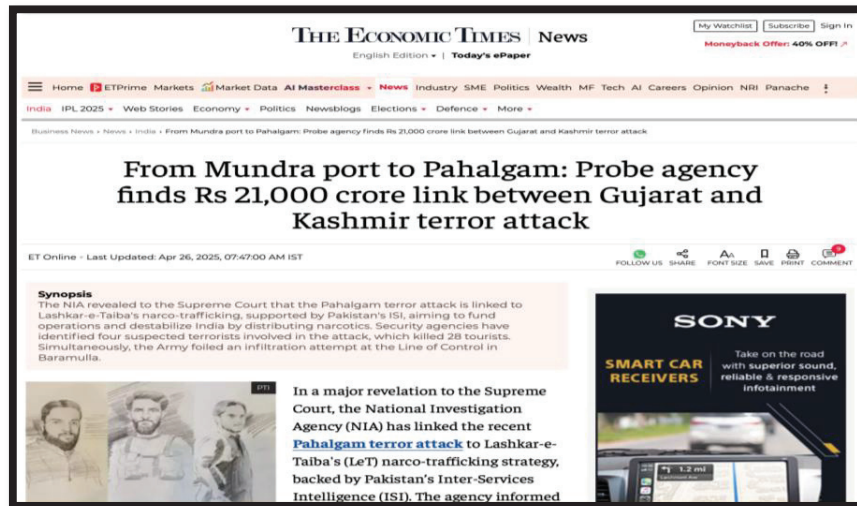 THE ECONOMIC TIMES | News
My Watchlist Subscribe Sign In
English Edition | Today's ePaper
Moneyback Offer: 40% OFF!
Home ETPrime Markets Market Data AI Masterclass News Industry SME Politics Wealth MF Tech AI Careers Opinion NRI Panache
India IPL 2025 Web Stories Economy Politics Newsblogs Elections Defence More
Business News › News › India › From Mundra port to Pahalgam: Probe agency finds Rs 21,000 crore link between Gujarat and Kashmir terror attack
From Mundra port to Pahalgam: Probe agency
finds Rs 21,000 crore link between Gujarat and
Kashmir terror attack
ET Online - Last Updated: Apr 26, 2025, 07:47:00 AM IST
FOLLOW US SHARE FONT SIZE SAVE PRINT COMMENT
Synopsis
The NIA revealed to the Supreme Court that the Pahalgam terror attack is linked to
Lashkar-e-Taiba's narco-trafficking, supported by Pakistan's ISI, aiming to fund
operations and destabilize India by distributing narcotics. Security agencies have
identified four suspected terrorists involved in the attack, which killed 28 tourists.
Simultaneously, the Army foiled an infiltration attempt at the Line of Control in
Baramulla.
PTI
In a major revelation to the Supreme
Court, the National Investigation
Agency (NIA) has linked the recent
Pahalgam terror attack to Lashkar-e-
Taiba's (LeT) narco-trafficking strategy,
backed by Pakistan's Inter-Services
Intelligence (ISI). The agency informed
SONY
SMART CAR
RECEIVERS
Take on the road
with superior sound,
reliable & responsive
infotainment
1.2 mi